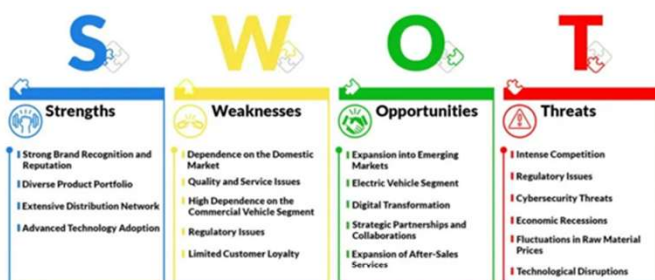 S W O T
Strengths
Strong Brand Recognition and
Reputation
Diverse Product Portfolio
Extensive Distribution Network
Advanced Technology Adoption
Weaknesses
Dependence on the Domestic
Market
Quality and Service Issues
High Dependence on the
Commercial Vehicle Segment
Regulatory Issues
Limited Customer Loyalty
Opportunities
Expansion into Emerging
Markets
Electric Vehicle Segment
Digital Transformation
Strategic Partnerships and
Collaborations
Expansion of After-Sales
Services
Threats
Intense Competition
Regulatory Issues
Cybersecurity Threats
Economic Recessions
Fluctuations in Raw Material
Prices
Technological Disruptions